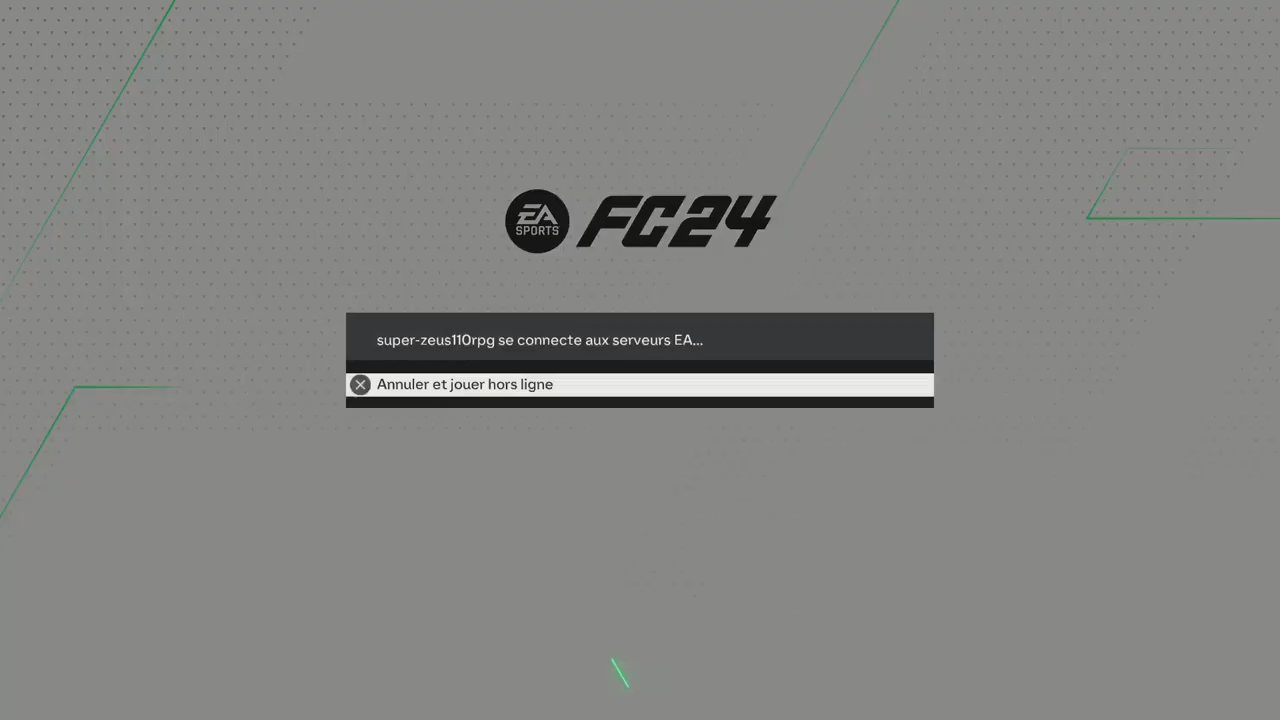 EA
SPORTS
FC24
super-zeus110rpg se connecte aux serveurs EA...
Annuler et jouer hors ligne